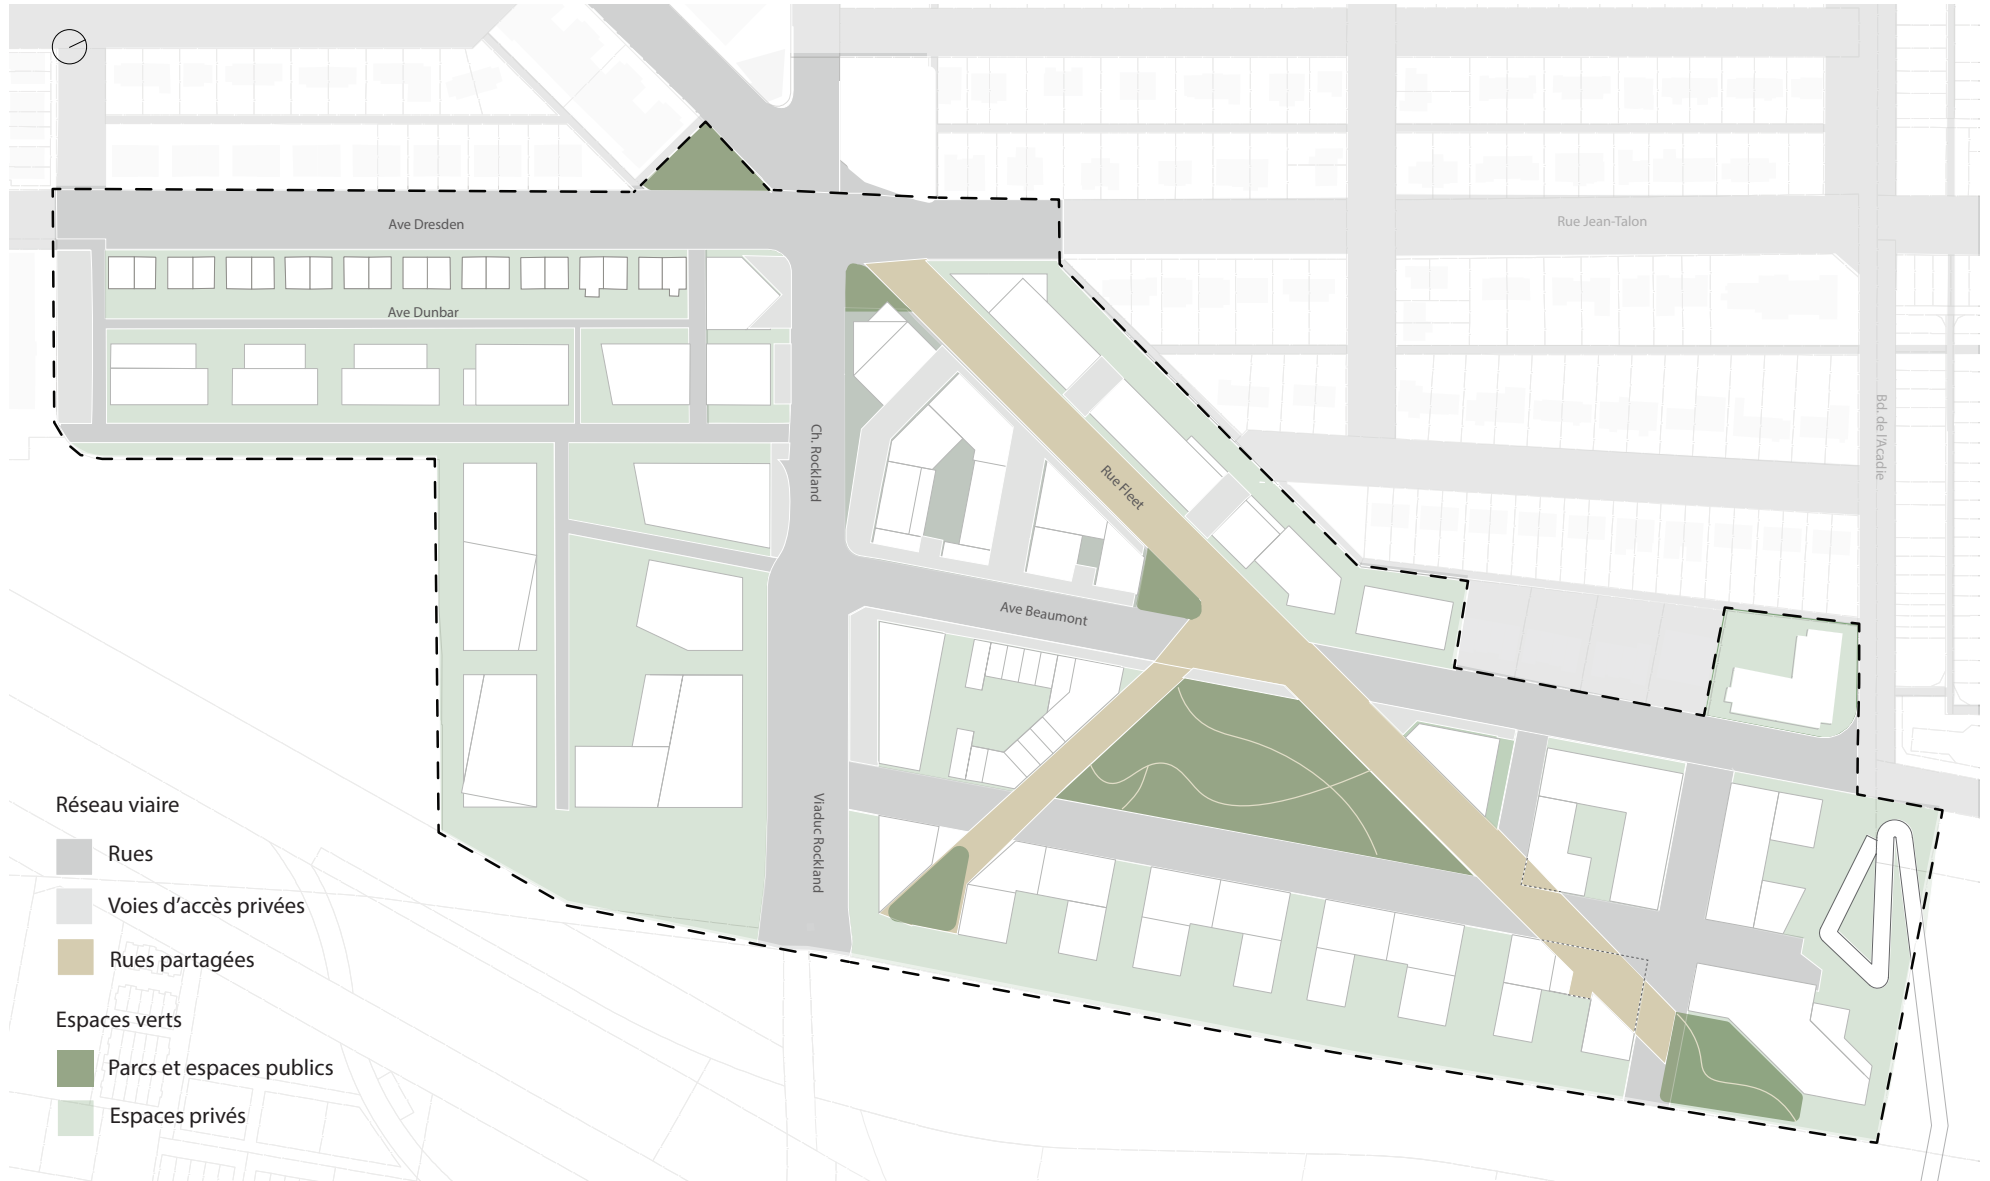 Ave Dresden
Rue Jean-Talon
Ave Dunbar
Bd. de l'Acadie
Ch. Rockland
Rue Fleet
Ave Beaumont
Viaduc Rockland
Réseau viaire
Rues
Voies d'accès privées
Rues partagées
Espaces verts
Parcs et espaces publics
Espaces privés